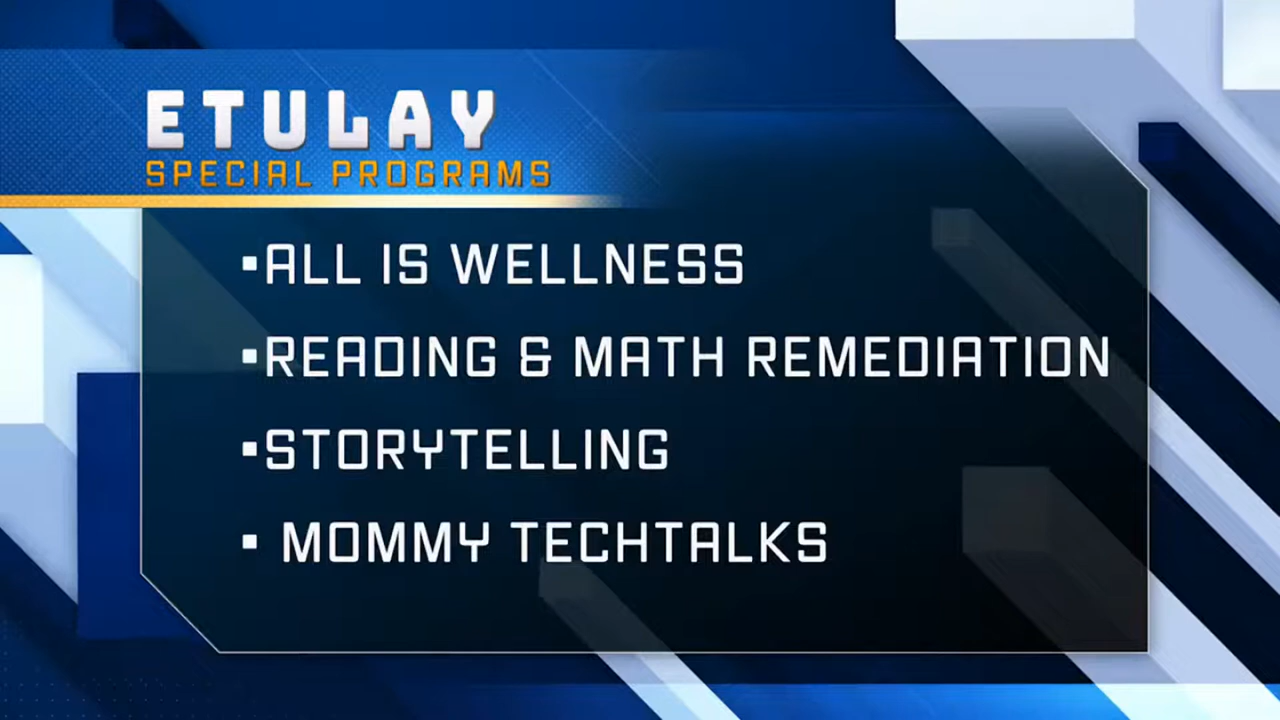 ETULAY
SPECIAL PROGRAMS
▪ALL IS WELLNESS
▪READING & MATH REMEDIATION
▪STORYTELLING
▪ MOMMY TECHTALKS